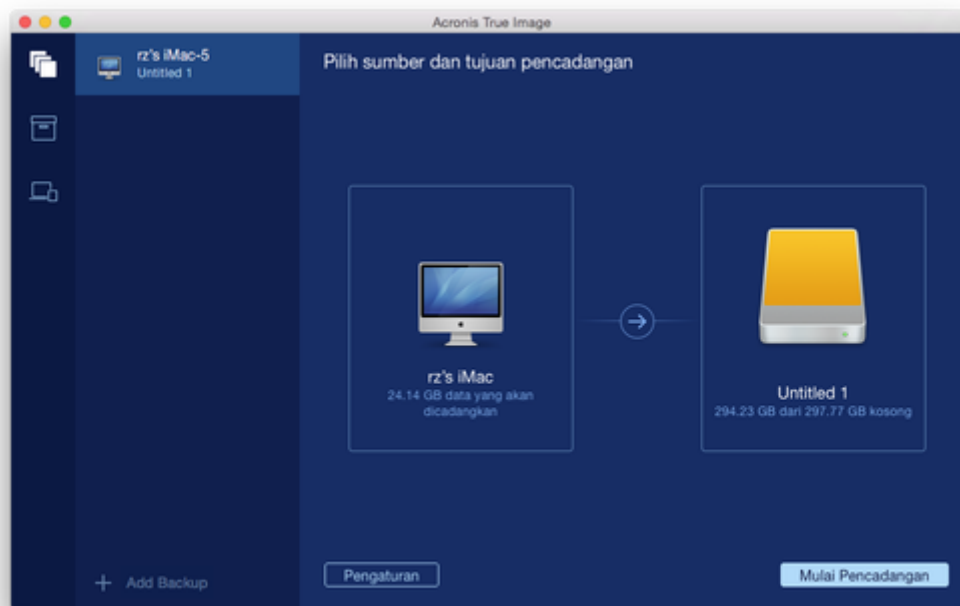 Acronis True Image
rz's iMac-5
Untitled 1
Pilih sumber dan tujuan pencadangan
rz's iMac
24.14 GB data yang akan
dicadangkan
Untitled 1
294.23 GB dari 297.77 GB kosong
Add Backup
Pengaturan
Mulai Pencadangan